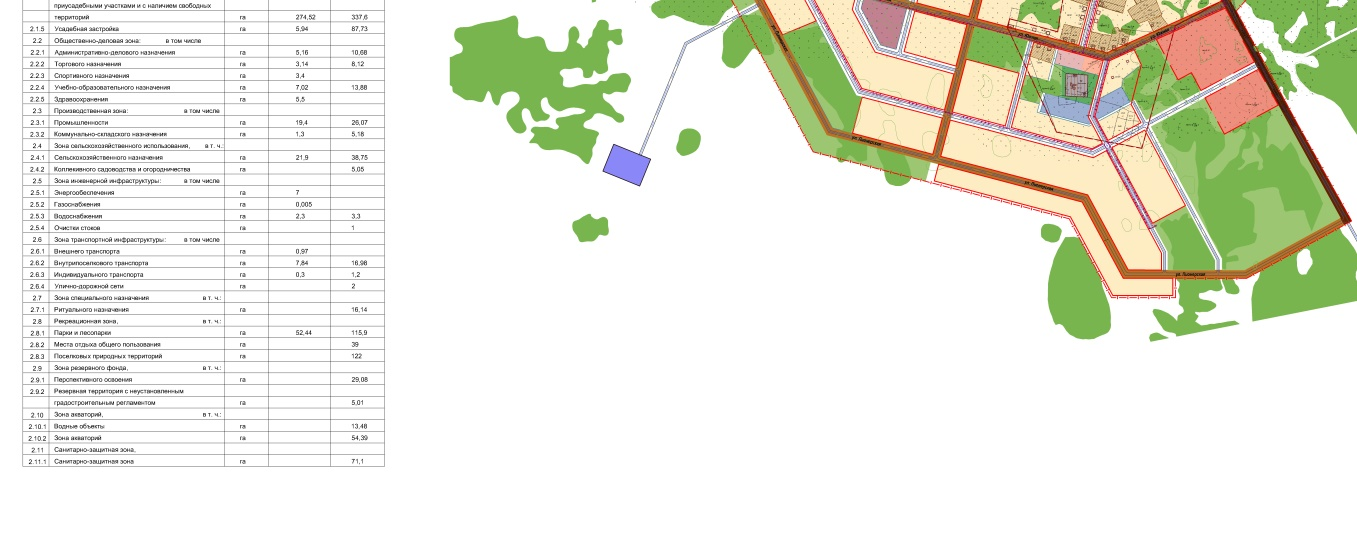 приусадебными участками и с наличием свободных
территорий га 274,52 337,6
2.1.5 Усадебная застройка га 5,94 67,73
2.2 Общественно-деловая зона: в том числе
2.2.1 Административно-делового назначения га 5,16 10,68
2.2.2 Торгового назначения га 3,14 8,12
2.2.3 Спортивного назначения га 3,4
2.2.4 Учебно-образовательного назначения га 7,02 13,88
2.2.5 Здравоохранения га 5,5
2.3 Производственная зона: в том числе
2.3.1 Промышленности га 19,4 26,07
2.3.2 Коммунально-складского назначения га 1,3 5,18
2.4 Зона сельскохозяйственного использования, в т. ч.:
2.4.1 Сельскохозяйственного назначения га 21,9 38,75
2.4.2 Коллекивного садоводства и огородничества га 5,05
2.5 Зона инженерной инфраструктуры: в том числе
2.5.1 Энергообеспечения га 7
2.5.2 Газоснабжения га 0,005
2.5.3 Водоснабжения га 2,3 3,3
2.5.4 Очистки стоков га 1
2.6 Зона транспортной инфраструктуры: в том числе
2.6.1 Внешнего транспорта га 0,97
2.6.2 Внутрипоселкового транспорта га 7,84 16,98
2.6.3 Индивидуального транспорта га 0,3 1,2
2.6.4 Улично-дорожной сети га 2
2.7 Зона специального назначения в т. ч.:
2.7.1 Ритуального назначения га 16,14
2.8 Рекреационная зона, в т. ч.:
2.8.1 Парки и лесопарки га 52,44 115,9
2.8.2 Места отдыха общего пользования га 39
2.8.3 Поселковых природных территорий га 122
2.9 Зона резервного фонда, в т. ч.:
2.9.1 Перспективного освоения га 29,08
2.9.2 Резервная территория с неустановленным
градостроительным регламентом га 5,01
2.10 Зона акваторий, в т. ч.:
2.10.1 Водные объекты га 13,48
2.10.2 Зона акваторий га 54,39
2.11 Санитарно-защитная зона,
2.11.1 Санитарно-защитная зона га 71,1